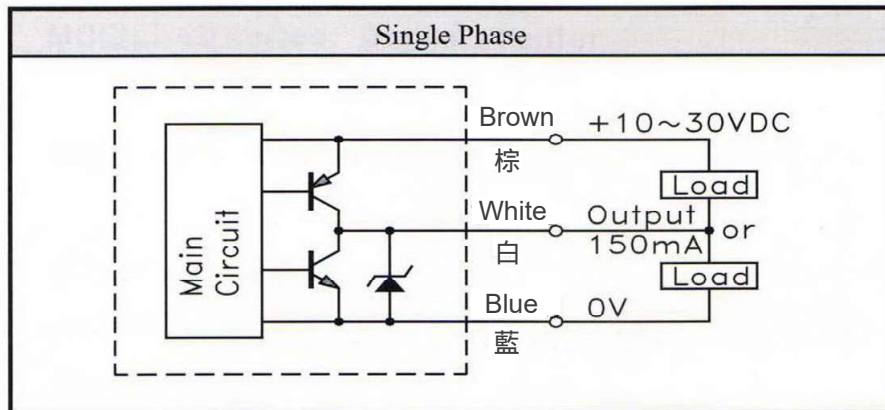 Single Phase
Main
Circuit
Brown
棕
+10~30VDC
Load
White
白
Output
150mA
or
Load
Blue
藍
0V